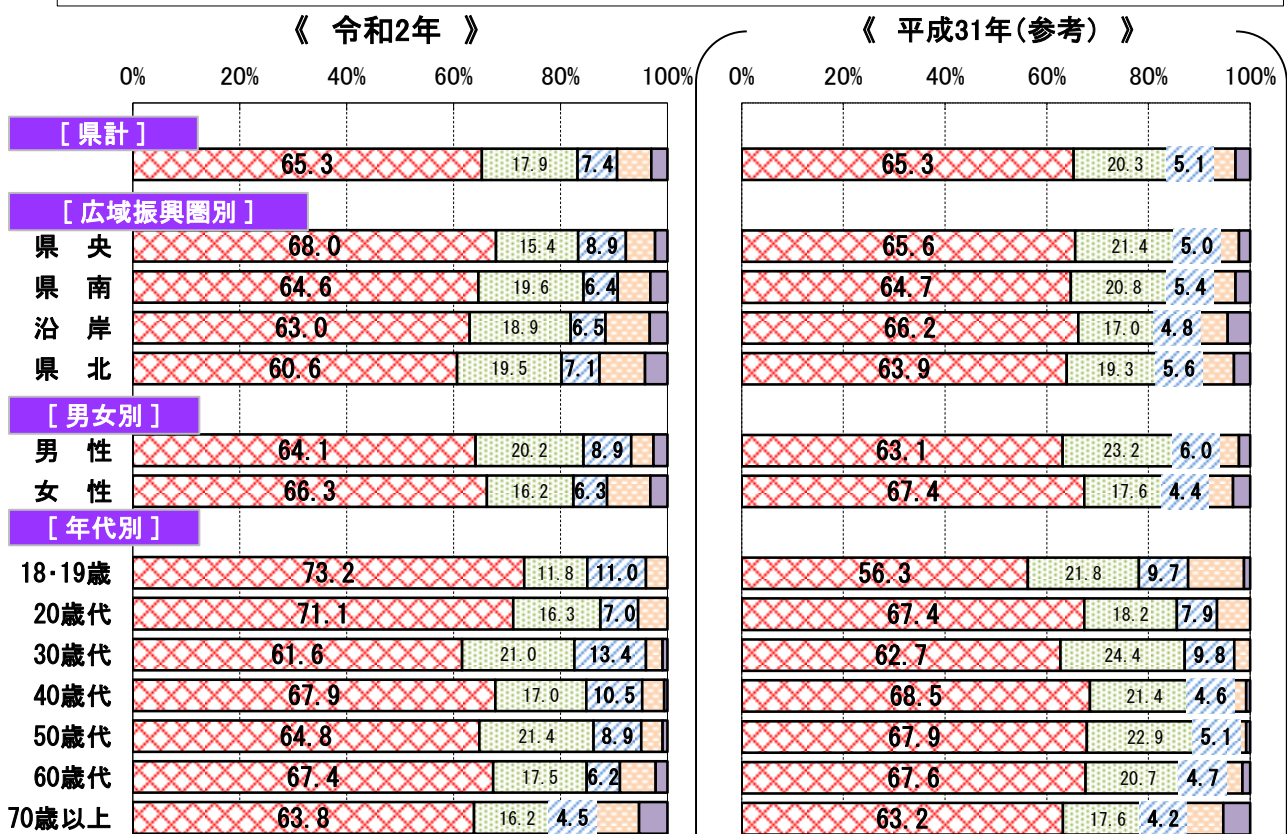 《 令和2年 》 《 平成31年(参考) 》
0% 20% 40% 60% 80% 100% 0% 20% 40% 60% 80% 100%
[ 県計 ]
65.3 17.9 7.4 65.3 20.3 5.1
[ 広域振興圏別 ]
県 央 68.0 15.4 8.9 65.6 21.4 5.0
県 南 64.6 19.6 6.4 64.7 20.8 5.4
沿 岸 63.0 18.9 6.5 66.2 17.0 4.8
県 北 60.6 19.5 7.1 63.9 19.3 5.6
[ 男女別 ]
男 性 64.1 20.2 8.9 63.1 23.2 6.0
女 性 66.3 16.2 6.3 67.4 17.6 4.4
[ 年代別 ]
18・19歳 73.2 11.8 11.0 56.3 21.8 9.7
20歳代 71.1 16.3 7.0 67.4 18.2 7.9
30歳代 61.6 21.0 13.4 62.7 24.4 9.8
40歳代 67.9 17.0 10.5 68.5 21.4 4.6
50歳代 64.8 21.4 8.9 67.9 22.9 5.1
60歳代 67.4 17.5 6.2 67.6 20.7 4.7
70歳以上 63.8 16.2 4.5 63.2 17.6 4.2